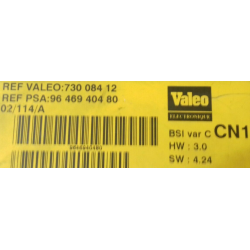 REF VALEO:730 084 12
REF PSA:96 469 404 80
02/114/A
9646940480
Valeo
ELECTRONIQUE
BSI var C CN1
HW : 3.0
SW : 4.24